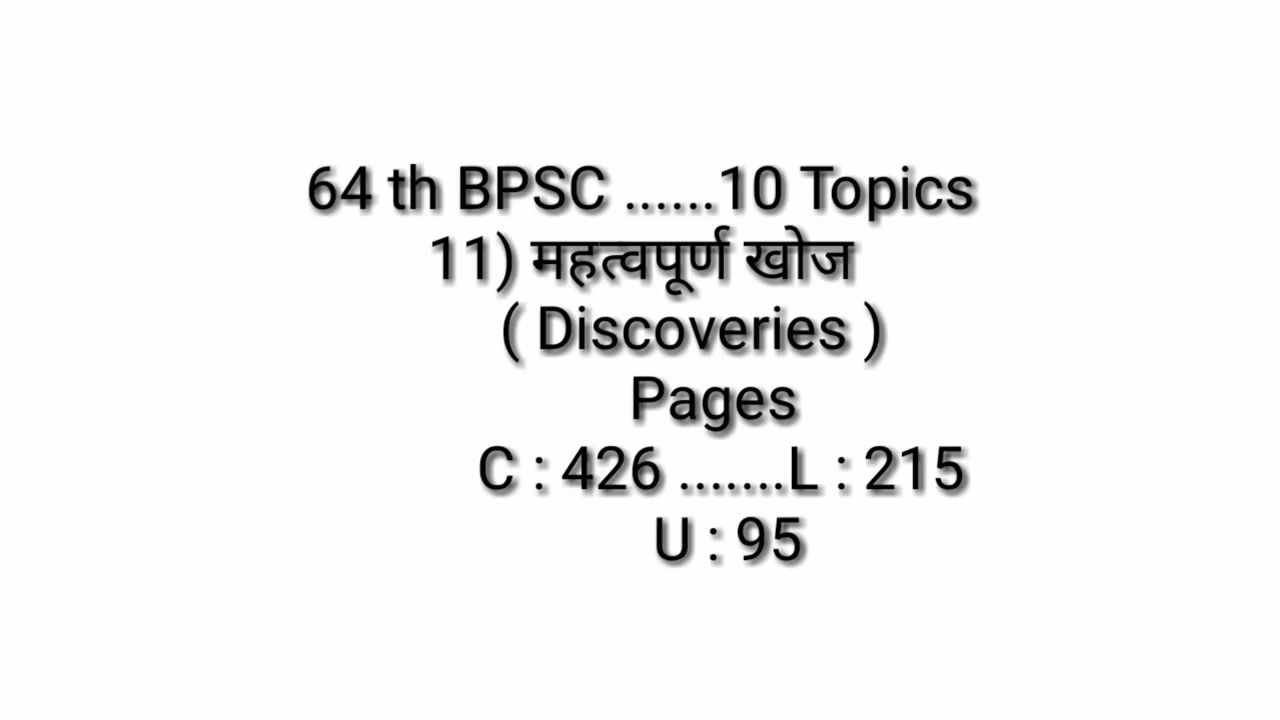 64 th BPSC ......10 Topics
11) महत्वपूर्ण खोज
( Discoveries )
Pages
C : 426 .......L : 215
U : 95